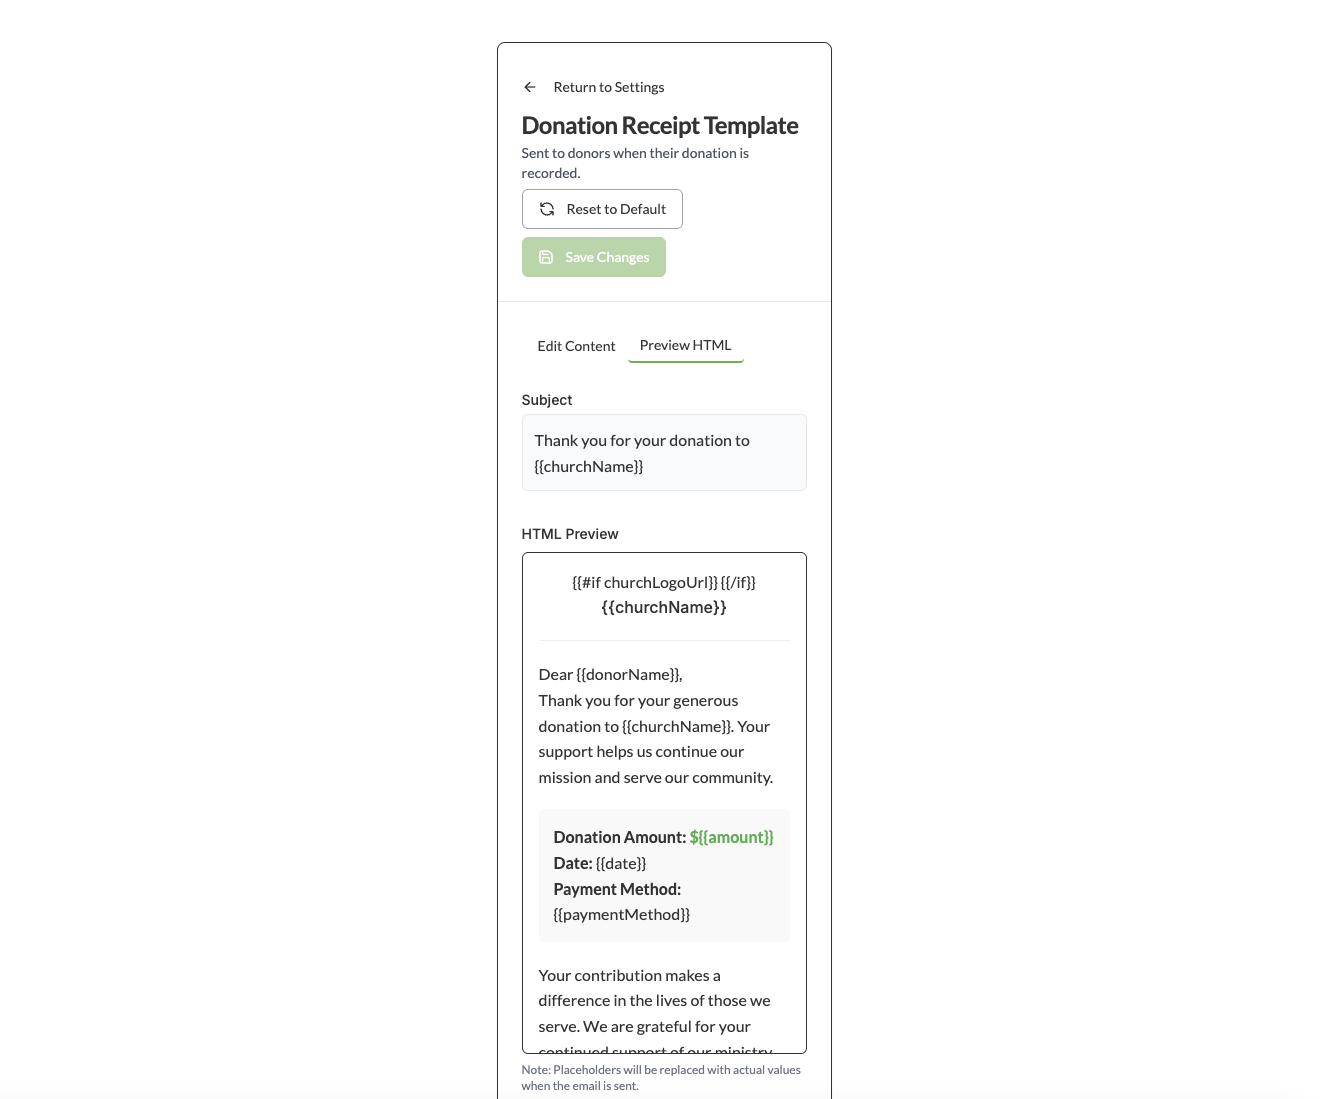 Return to Settings
Donation Receipt Template
Sent to donors when their donation is
recorded.
Reset to Default
Save Changes
Edit Content
Preview HTML
Subject
Thank you for your donation to
{{churchName}}
HTML Preview
{{#if churchLogoUrl}} {{/if}}
{{churchName}}
Dear {{donorName}},
Thank you for your generous
donation to {{churchName}}. Your
support helps us continue our
mission and serve our community.
Donation Amount: ${{amount}}
Date: {{date}}
Payment Method:
{{paymentMethod}}
Your contribution makes a
difference in the lives of those we
serve. We are grateful for your
continued support of our ministry
Note: Placeholders will be replaced with actual values
when the email is sent.